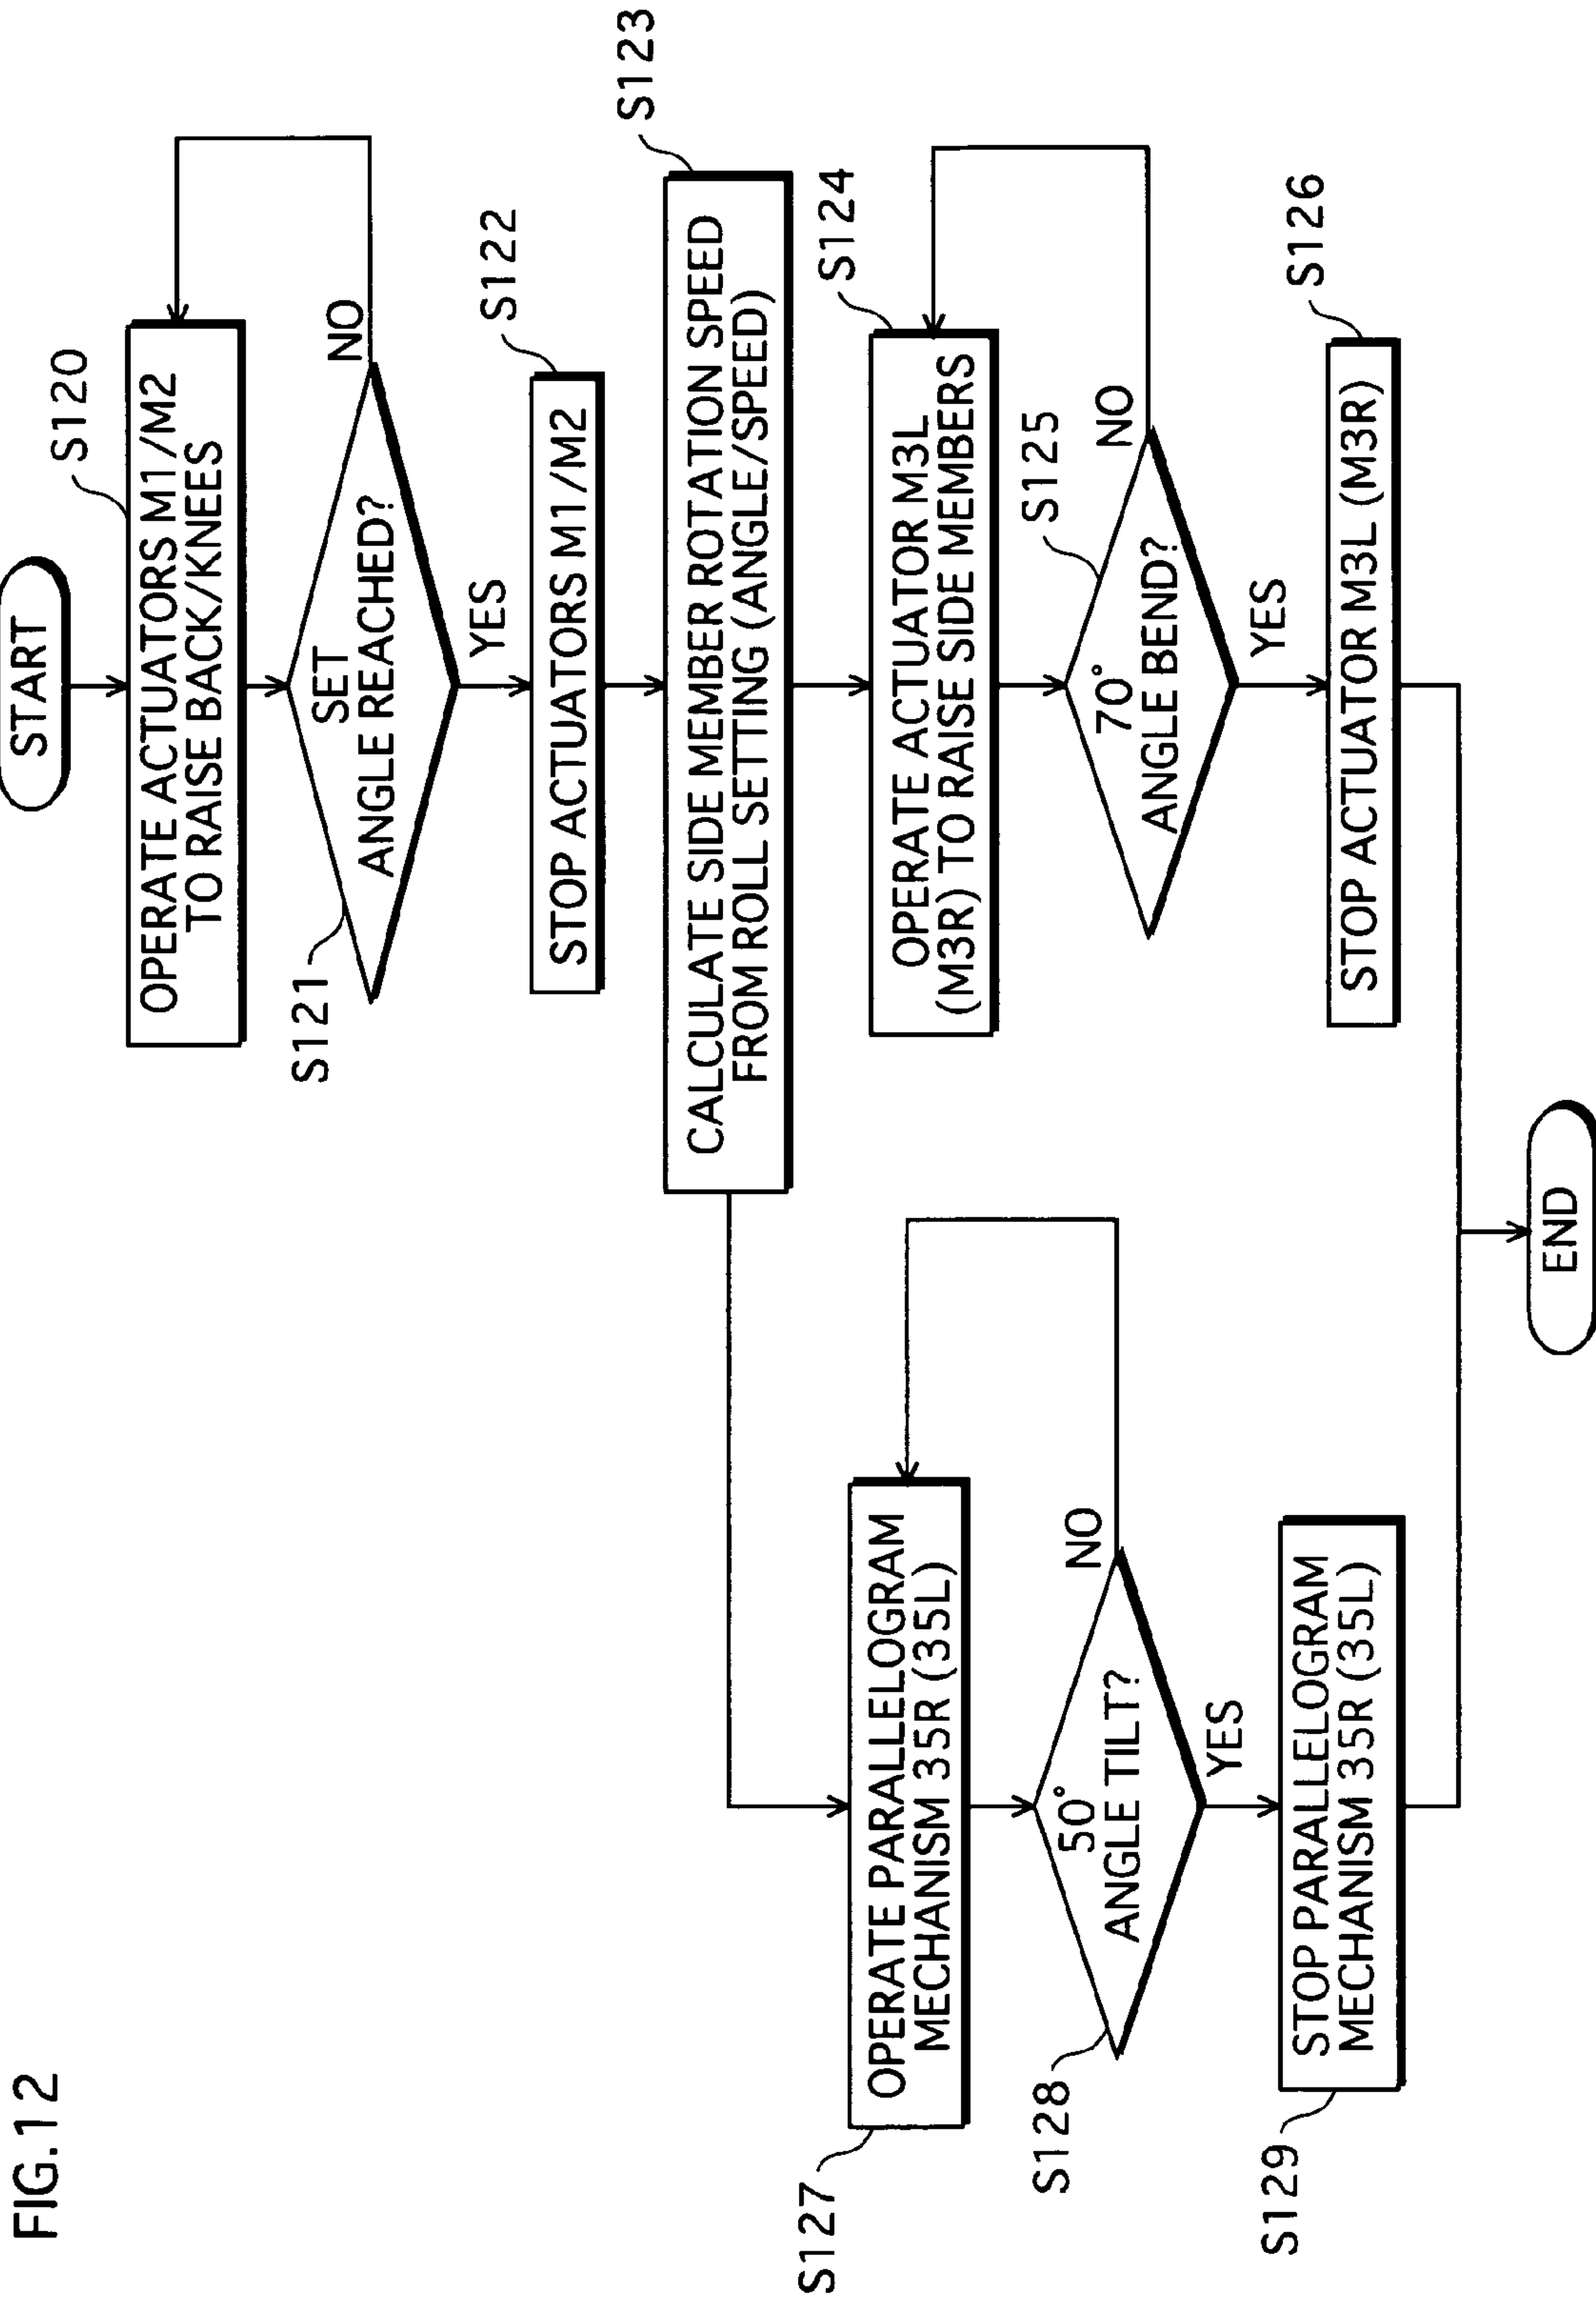 FIG.12
START
S120
OPERATE ACTUATORS M1/M2
TO RAISE BACK/KNEES
S121
SET
ANGLE REACHED?
NO
YES
S122
STOP ACTUATORS M1/M2
S123
CALCULATE SIDE MEMBER ROTATION SPEED
FROM ROLL SETTING (ANGLE/SPEED)
S124
OPERATE ACTUATOR M3L
(M3R) TO RAISE SIDE MEMBERS
S125
70°
ANGLE BEND?
NO
YES
S126
STOP ACTUATOR M3L (M3R)
S127
OPERATE PARALLELOGRAM
MECHANISM 35R (35L)
S128
50°
ANGLE TILT?
NO
YES
S129
STOP PARALLELOGRAM
MECHANISM 35R (35L)
END